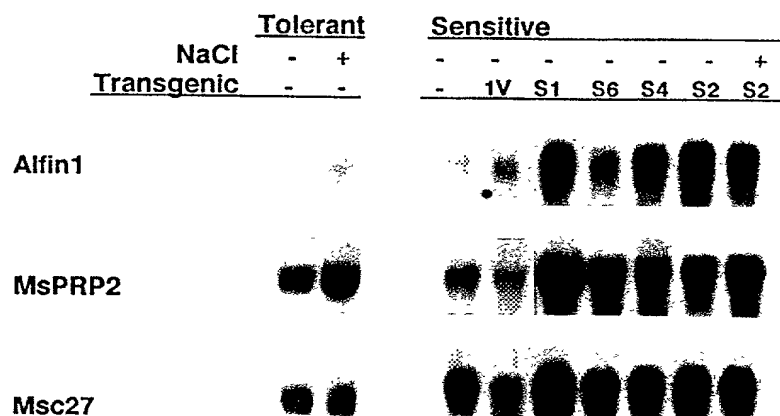 Tolerant Sensitive
NaCl - + - - - - - - +
Transgenic - - - 1V S1 S6 S4 S2 S2
Alfin1
MsPRP2
Msc27